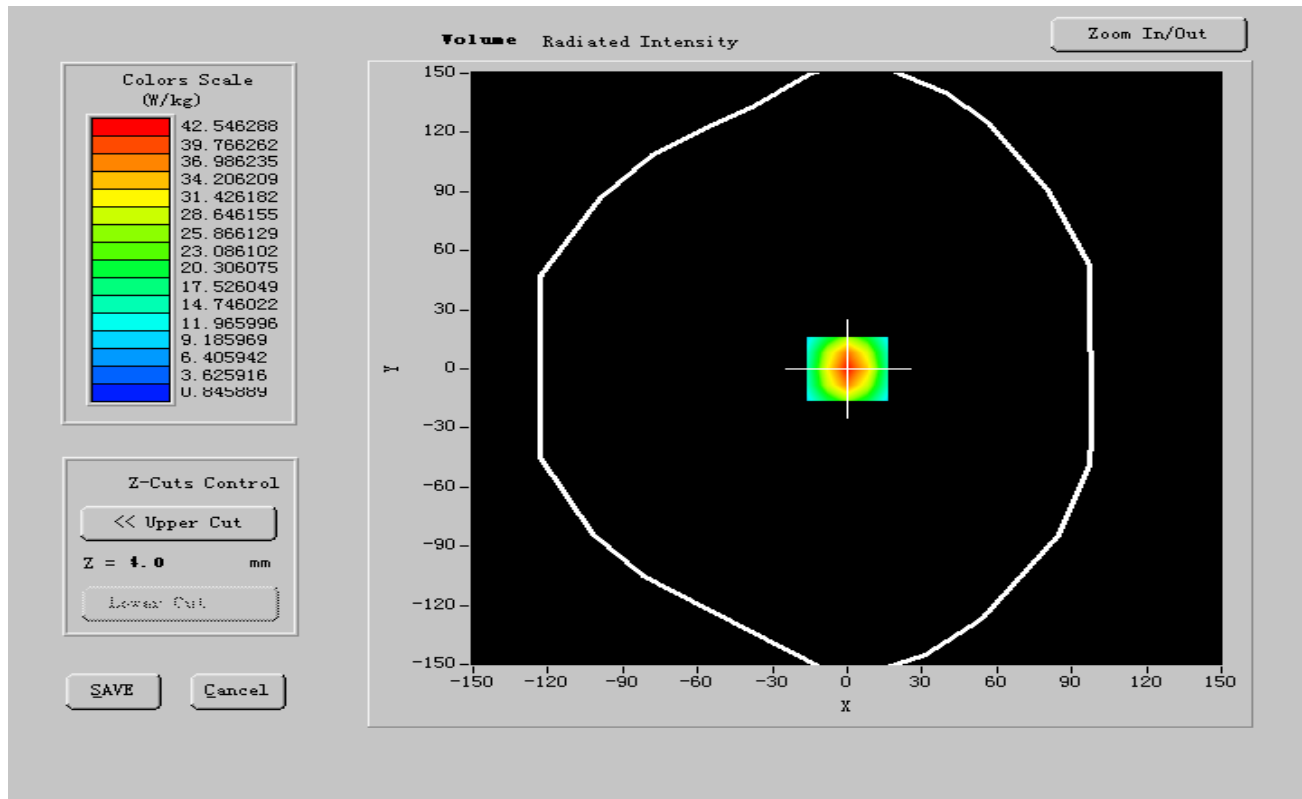 Volume Radiated Intensity
Zoom In/Out
Colors Scale
(W/kg)
42.546288
39.766262
36.986235
34.206209
31.426182
28.646155
25.866129
23.086102
20.306075
17.526049
14.746022
11.965996
9.185969
6.405942
3.625916
0.845889
Z-Cuts Control
<< Upper Cut
Z = 4.0 mm
Lower Cut
SAVE
Cancel
150
120
90
60
30
0
-30
-60
-90
-120
-150
Y
-150 -120 -90 -60 -30 0 30 60 90 120 150
X